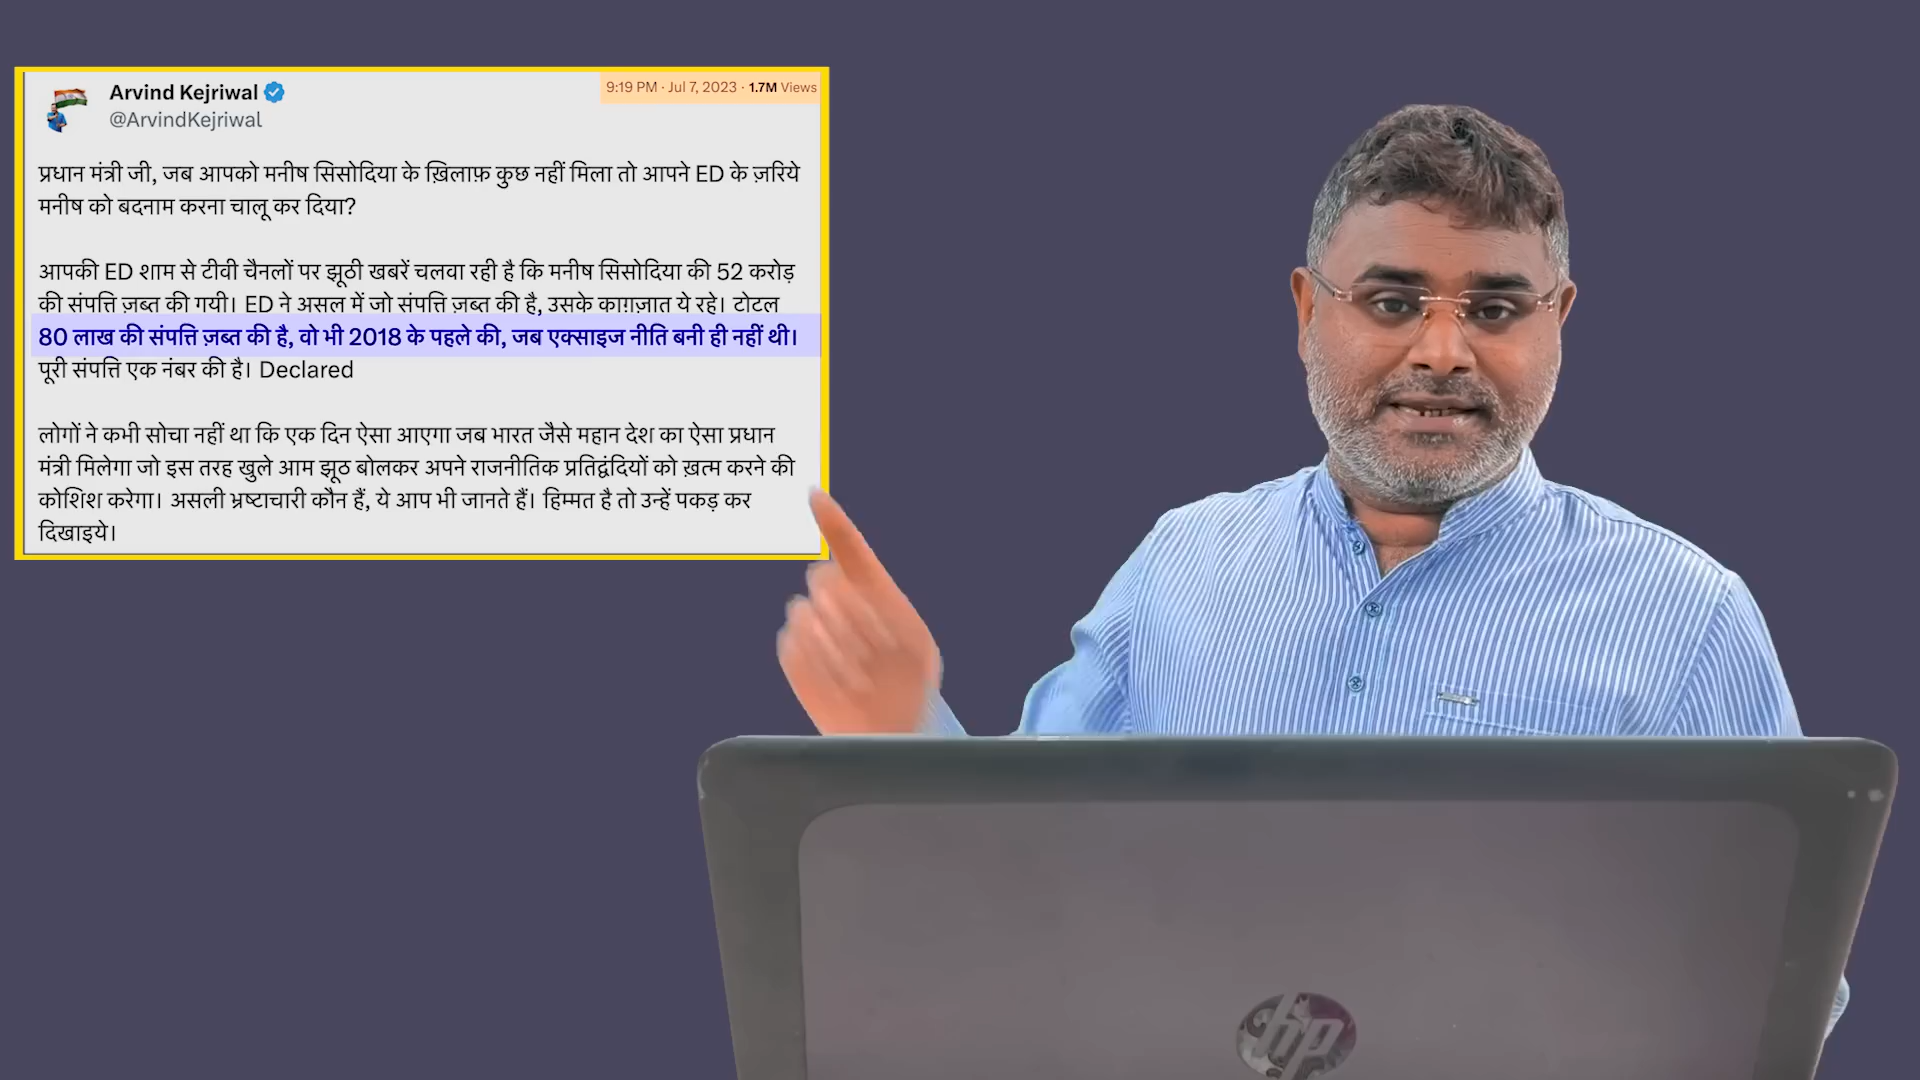 Arvind Kejriwal
9:19 PM · Jul 7, 2023 · 1.7M Views
@ArvindKejriwal
प्रधान मंत्री जी, जब आपको मनीष सिसोदिया के ख़िलाफ़ कुछ नहीं मिला तो आपने ED के ज़रिये
मनीष को बदनाम करना चालू कर दिया?
आपकी ED शाम से टीवी चैनलों पर झूठी खबरें चलवा रही है कि मनीष सिसोदिया की 52 करोड़
की संपत्ति ज़ब्त की गयी। ED ने असल में जो संपत्ति ज़ब्त की है, उसके काग़ज़ात ये रहे। टोटल
80 लाख की संपत्ति ज़ब्त की है, वो भी 2018 के पहले की, जब एक्साइज नीति बनी ही नहीं थी।
पूरी संपत्ति एक नंबर की है। Declared
लोगों ने कभी सोचा नहीं था कि एक दिन ऐसा आएगा जब भारत जैसे महान देश का ऐसा प्रधान
मंत्री मिलेगा जो इस तरह खुले आम झूठ बोलकर अपने राजनीतिक प्रतिद्वंदियों को ख़त्म करने की
कोशिश करेगा। असली भ्रष्टाचारी कौन हैं, ये आप भी जानते हैं। हिम्मत है तो उन्हें पकड़ कर
दिखाइये।
hp